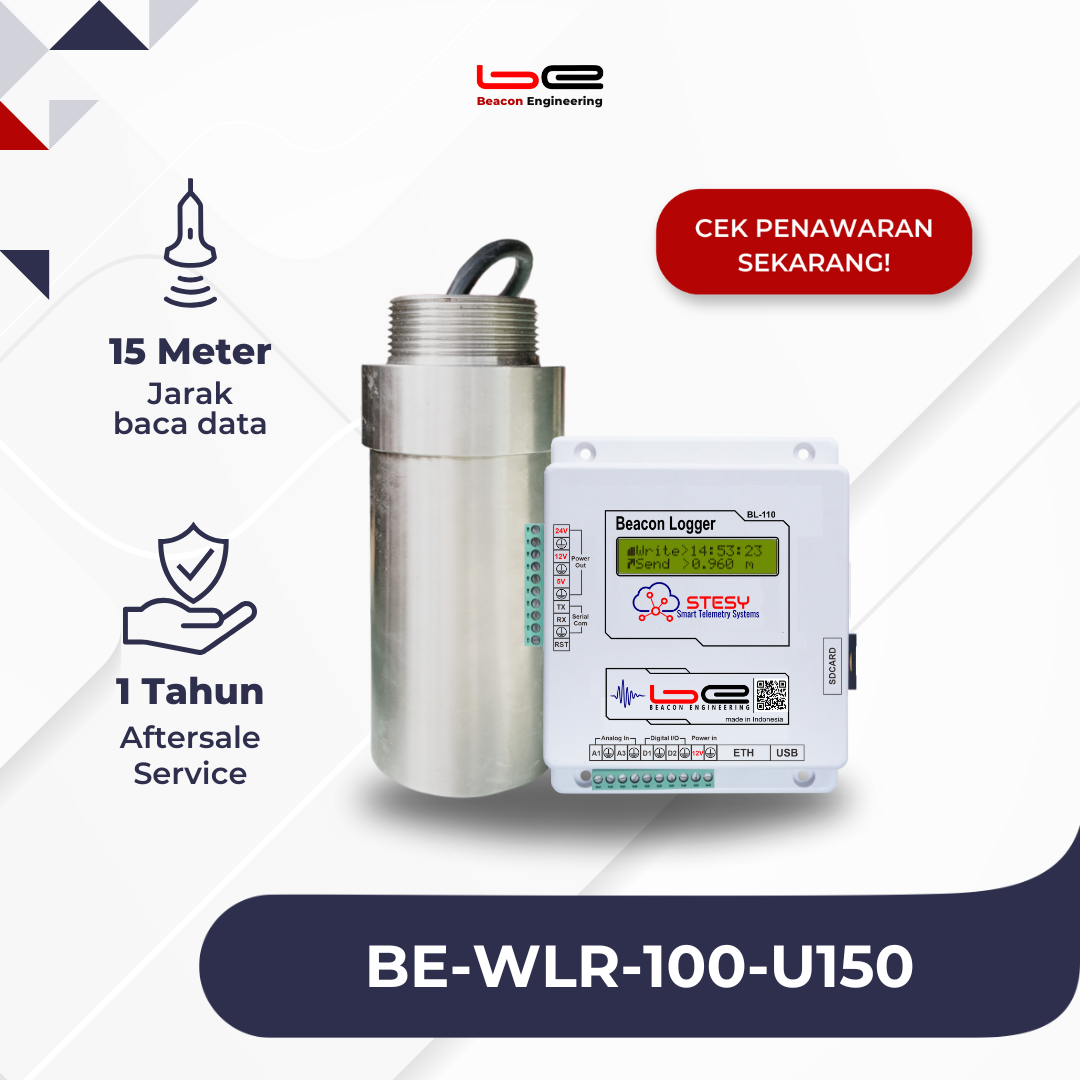 be
Beacon Engineering
CEK PENAWARAN
SEKARANG!
15 Meter
Jarak
baca data
1 Tahun
Aftersale
Service
BL-110
Beacon Logger
Write>14:53:23
Send >0.960 m
STESY
Smart Telemetry Systems
24V
12V
5V
Power
Out
TX
RX
Serial
Com
RST
SDCARD
be
BEACON ENGINEERING
made in Indonesia
Analog In
Digital I/O
Power in
A1 A3 D1 D2 12V ETH USB
BE-WLR-100-U150